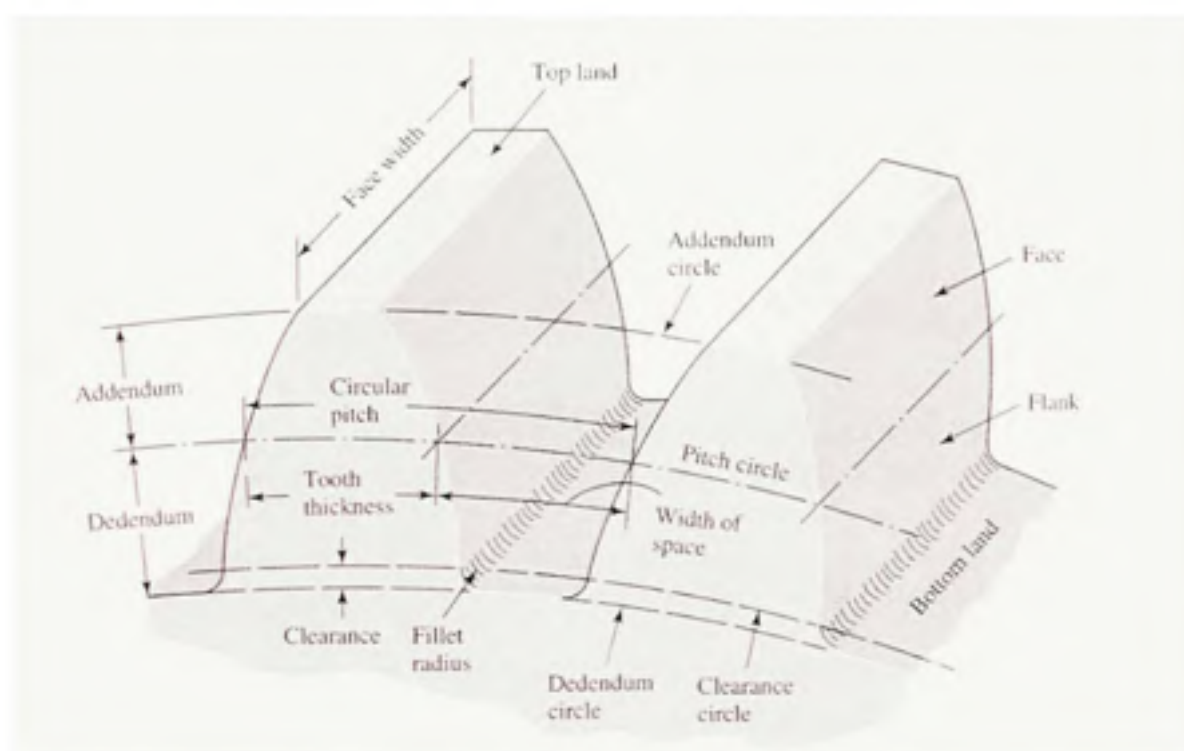 Top land
Face width
Addendum
circle
Face
Addendum
Circular
pitch
Flank
Pitch circle
Tooth
thickness
Dedendum
Width of
space
Bottom land
Clearance
Fillet
radius
Dedendum
circle
Clearance
circle